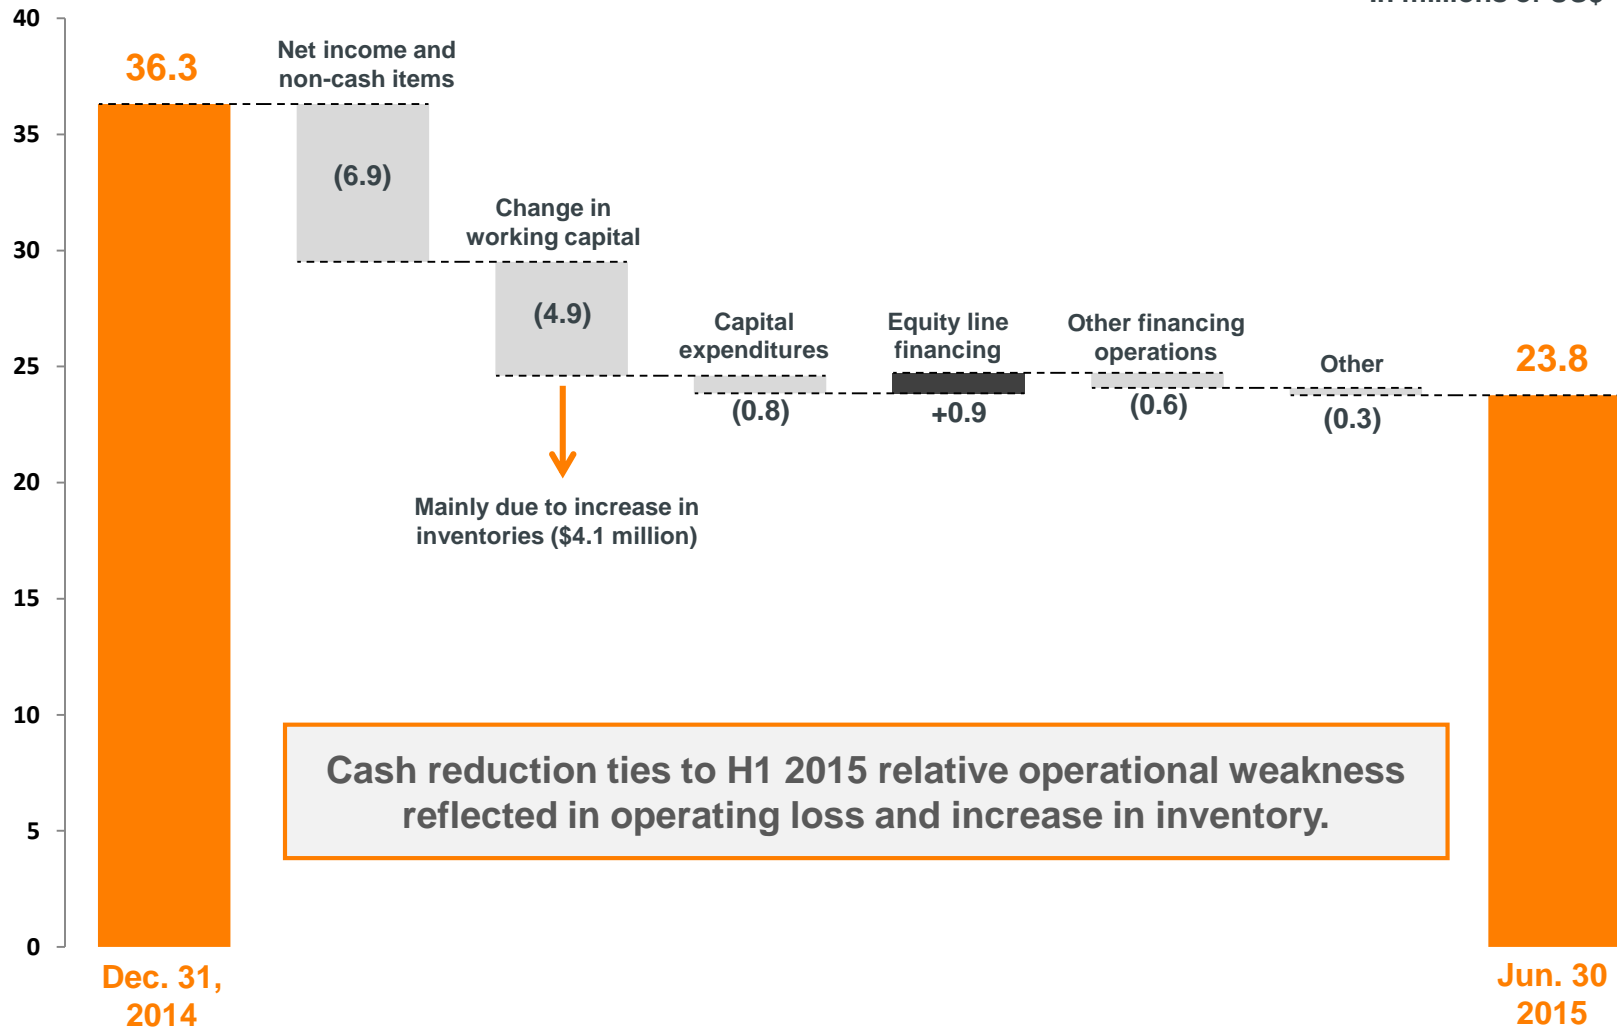 in millions of US$
40
35
30
25
20
15
10
5
0
36.3
Net income and
non-cash items
(6.9)
Change in
working capital
(4.9)
Mainly due to increase in
inventories ($4.1 million)
Capital
expenditures
(0.8)
Equity line
financing
+0.9
Other financing
operations
(0.6)
Other
(0.3)
23.8
Cash reduction ties to H1 2015 relative operational weakness
reflected in operating loss and increase in inventory.
Dec. 31,
2014
Jun. 30
2015